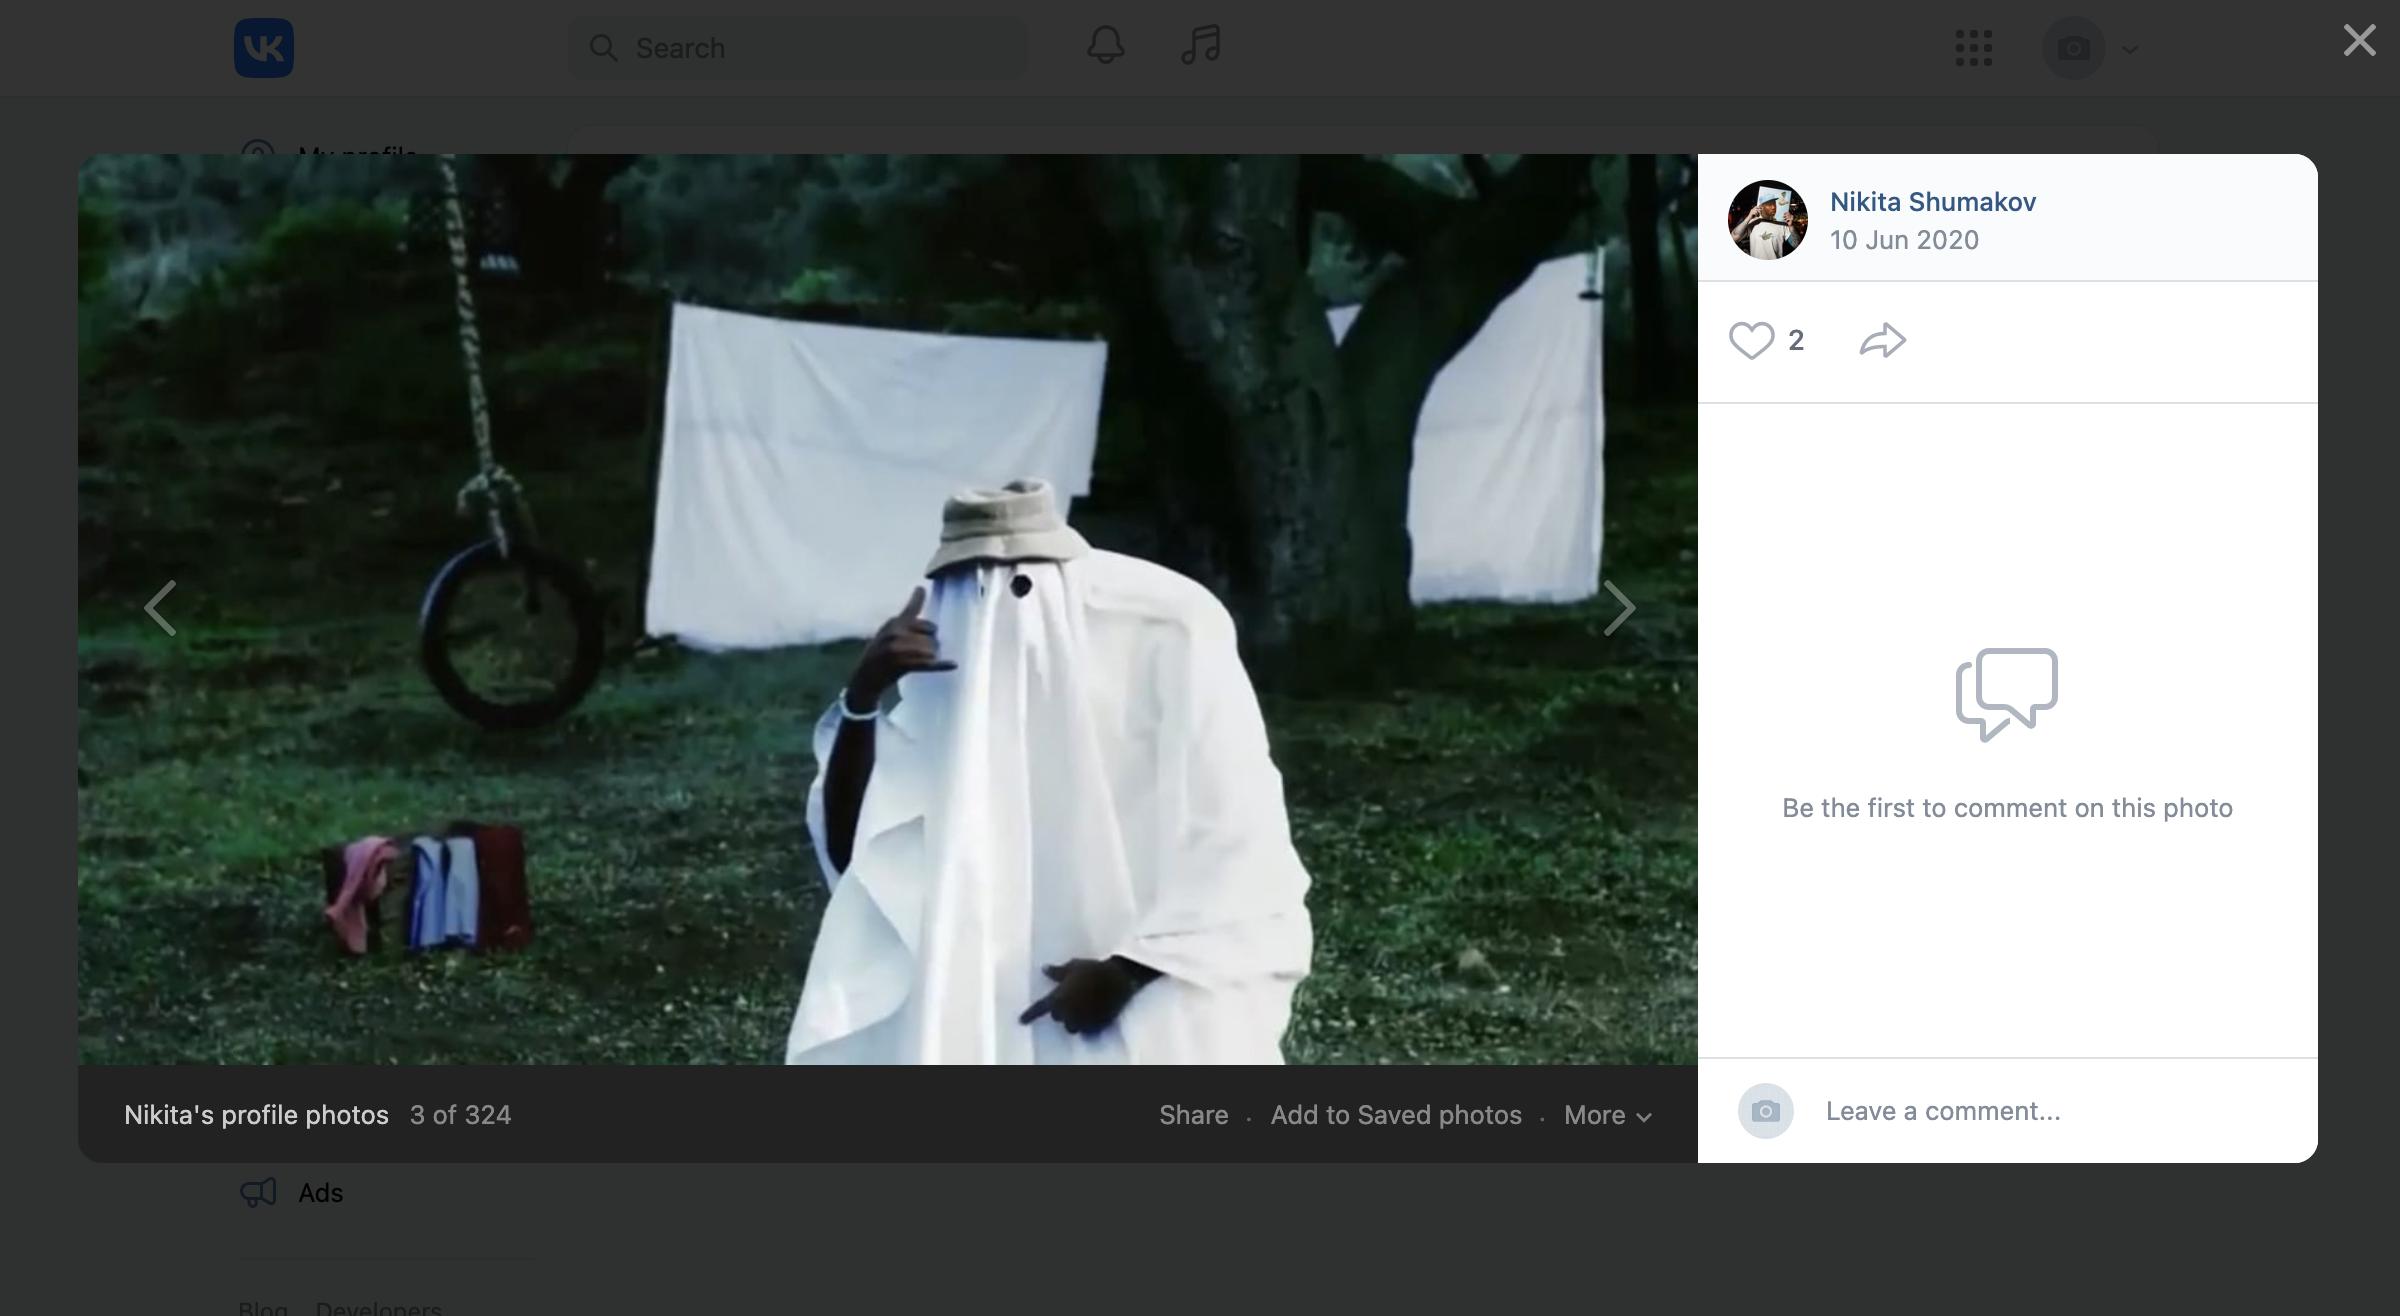 VK
Search
My profile
Nikita Shumakov
10 Jun 2020
2
Be the first to comment on this photo
Leave a comment...
Nikita's profile photos 3 of 324
Share · Add to Saved photos · More
Ads
Blog Developers